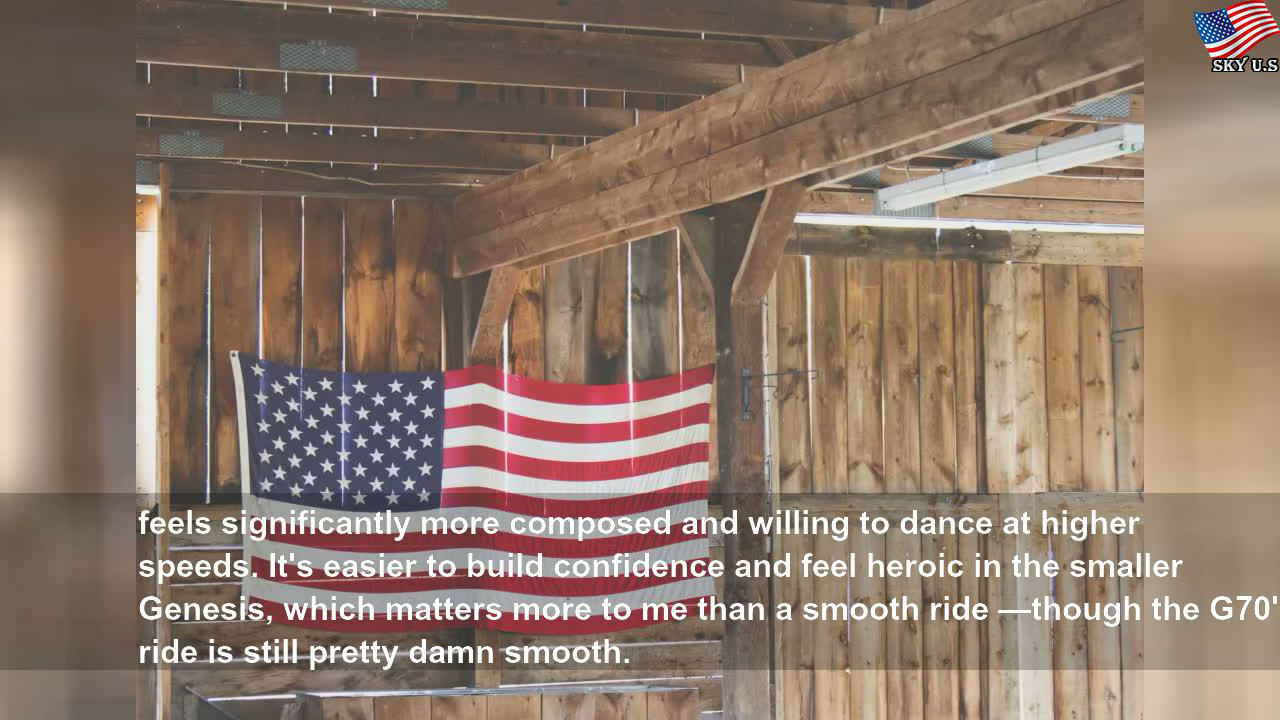 SKY U.S
feels significantly more composed and willing to dance at higher
speeds. It's easier to build confidence and feel heroic in the smaller
Genesis, which matters more to me than a smooth ride —though the G70'
ride is still pretty damn smooth.